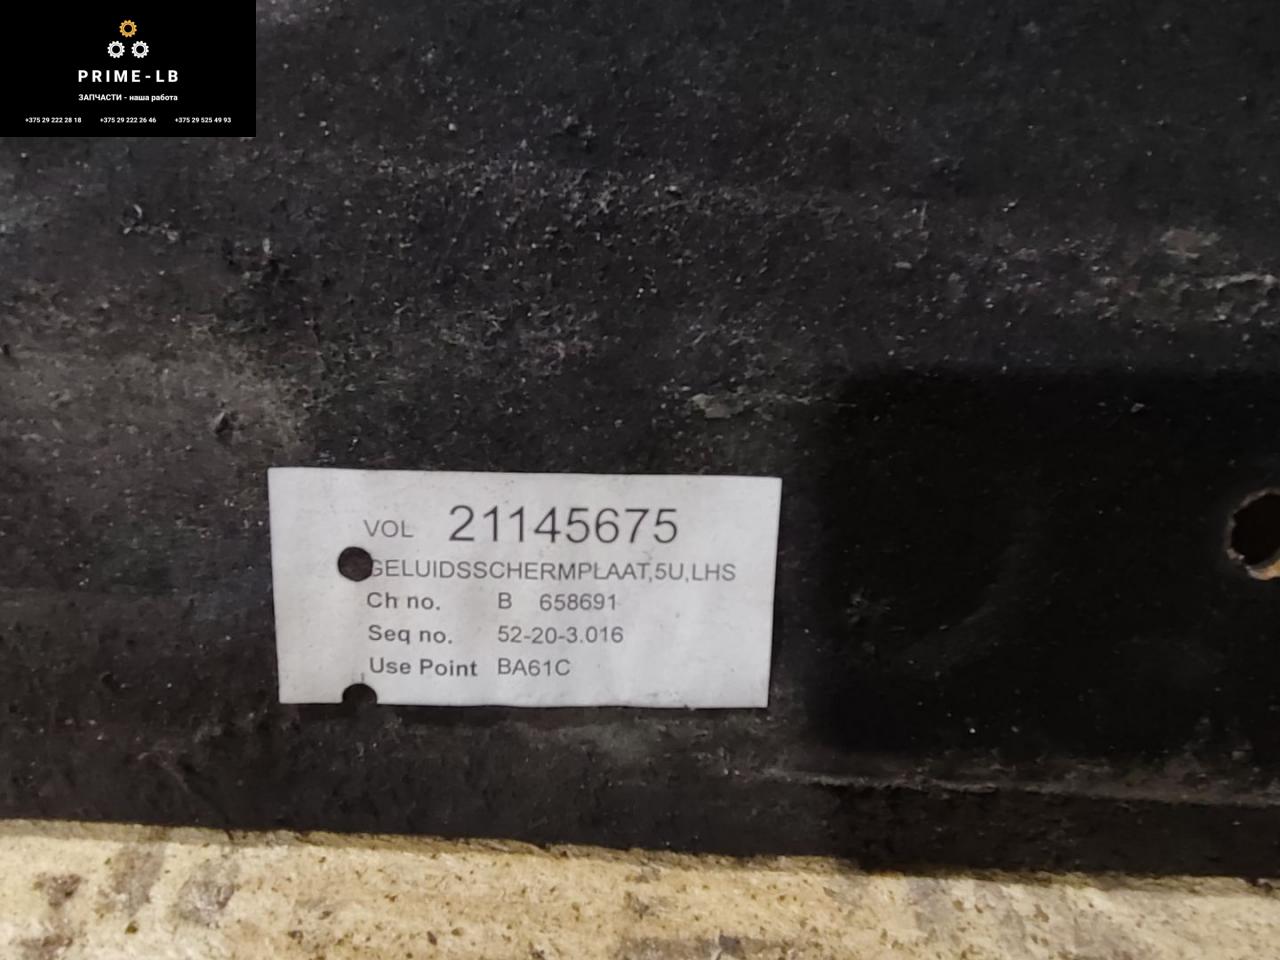 PRIME-LB
ЗАПЧАСТИ - наша работа
+375 29 222 28 18 +375 29 222 26 46 +375 29 525 49 93
VOL 21145675
GELUIDSSCHERMPLAAT,5U,LHS
Ch no. B 658691
Seq no. 52-20-3.016
Use Point BA61C